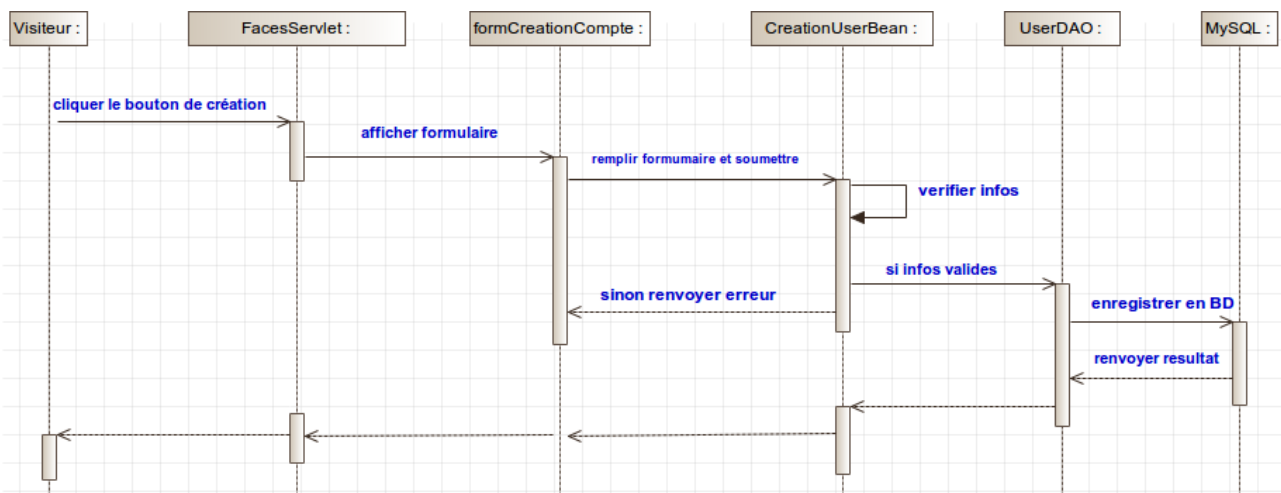 Visiteur :
FacesServlet :
formCreationCompte :
CreationUserBean :
UserDAO :
MySQL :
cliquer le bouton de création
afficher formulaire
remplir formumaire et soumettre
verifier infos
si infos valides
sinon renvoyer erreur
enregistrer en BD
renvoyer resultat